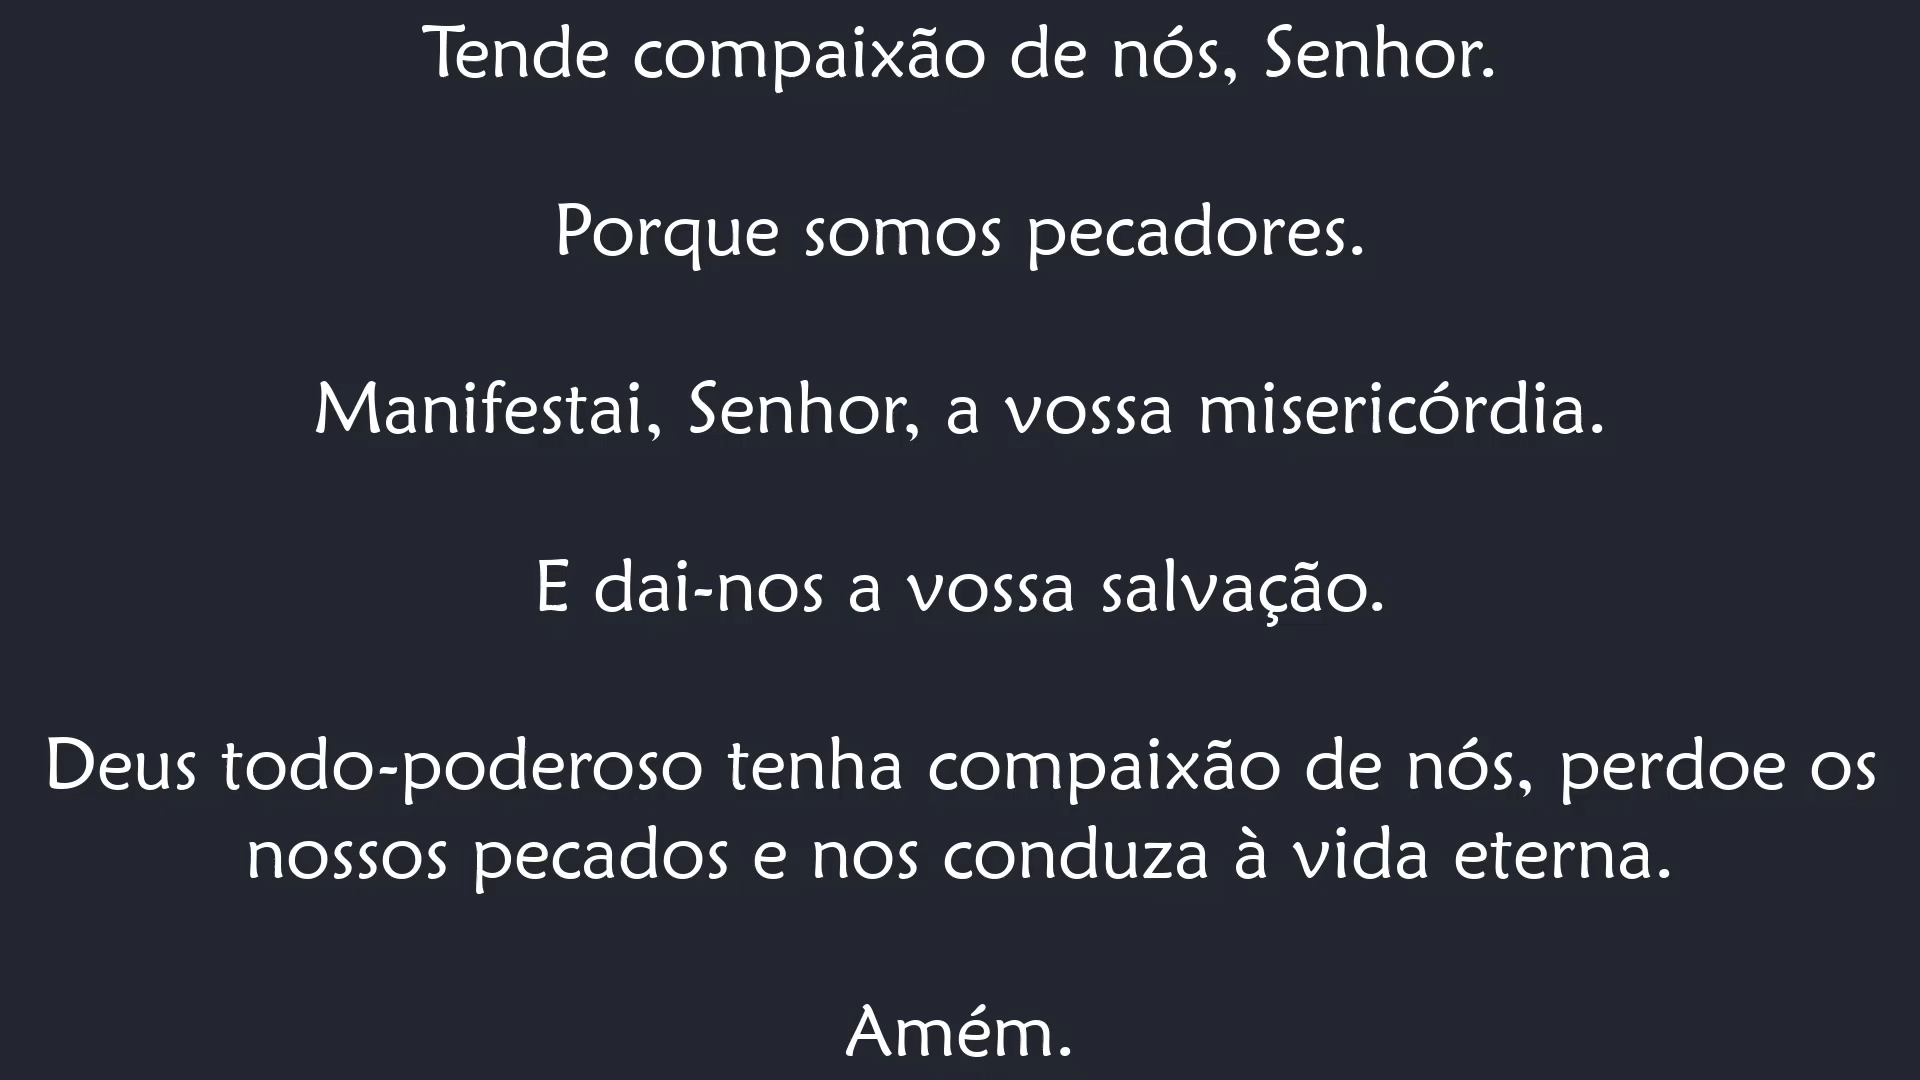 Tende compaixão de nós, Senhor.
Porque somos pecadores.
Manifestai, Senhor, a vossa misericórdia.
E dai-nos a vossa salvação.
Deus todo-poderoso tenha compaixão de nós, perdoe os
nossos pecados e nos conduza à vida eterna.
Amém.